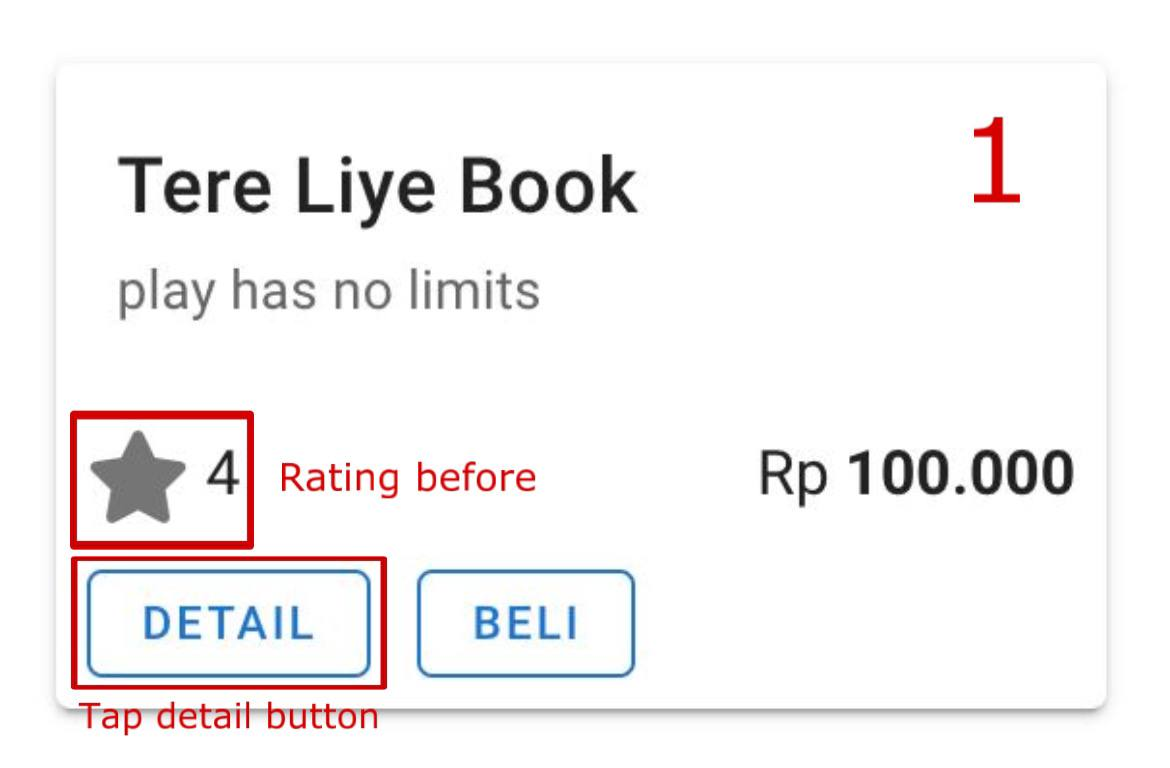 1
Tere Liye Book
play has no limits
4 Rating before Rp 100.000
DETAIL BELI
Tap detail button